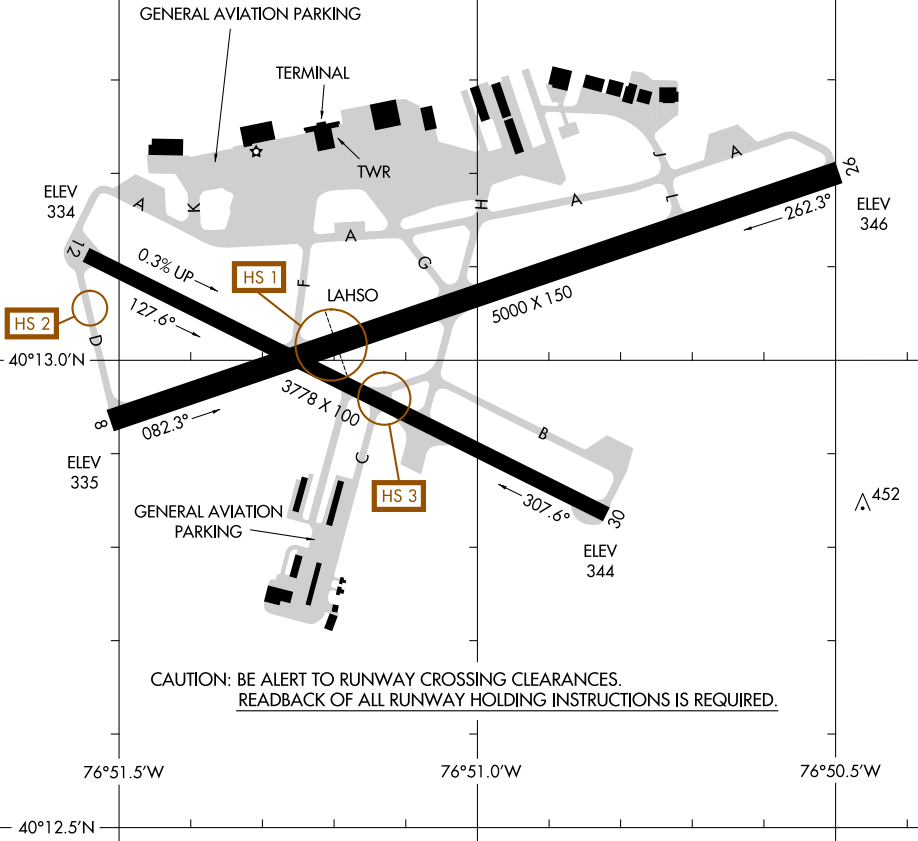 GENERAL AVIATION PARKING
TERMINAL
TWR
ELEV
334
A
K
A
H
A
J
A
26
L
262.3°
ELEV
346
12
0.3% UP
HS 1
F
G
LAHSO
5000 X 150
127.6°
HS 2
D
40°13.0'N
3778 X 100
8
082.3°
B
C
ELEV
335
HS 3
GENERAL AVIATION
PARKING
307.6°
30
452
ELEV
344
CAUTION: BE ALERT TO RUNWAY CROSSING CLEARANCES.
READBACK OF ALL RUNWAY HOLDING INSTRUCTIONS IS REQUIRED.
76°51.5'W
76°51.0'W
76°50.5'W
40°12.5'N